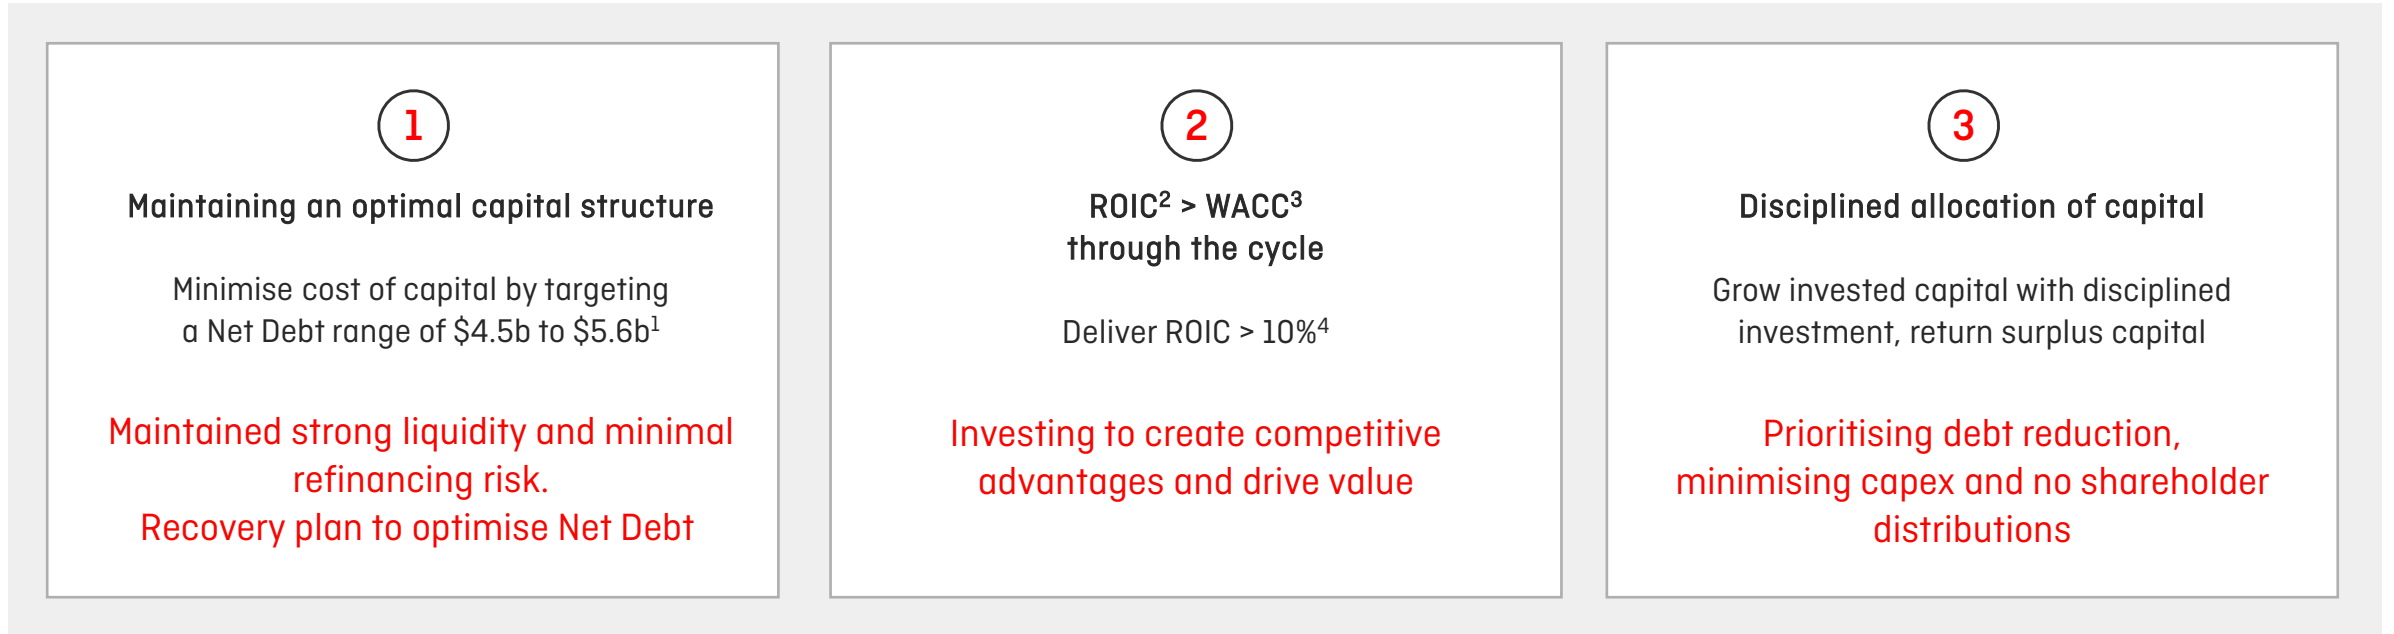 1
Maintaining an optimal capital structure
Minimise cost of capital by targeting
a Net Debt range of $4.5b to $5.6b¹
Maintained strong liquidity and minimal
refinancing risk.
Recovery plan to optimise Net Debt
2
ROIC² > WACC³
through the cycle
Deliver ROIC > 10%⁴
Investing to create competitive
advantages and drive value
3
Disciplined allocation of capital
Grow invested capital with disciplined
investment, return surplus capital
Prioritising debt reduction,
minimising capex and no shareholder
distributions